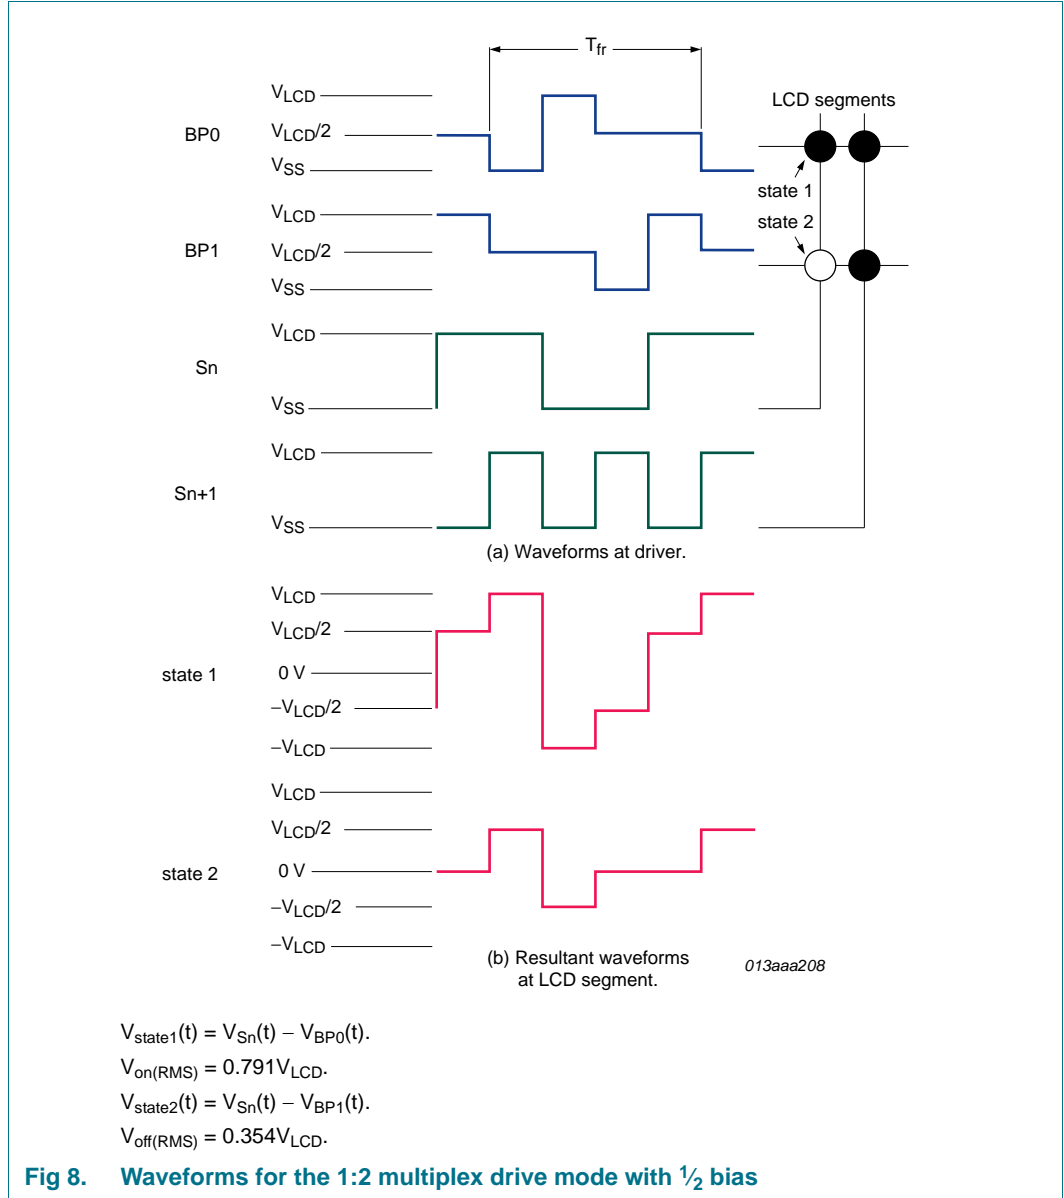 Tfr
VLCD
LCD segments
BP0
VLCD/2
VSS
state 1
VLCD
state 2
BP1
VLCD/2
VSS
VLCD
Sn
VSS
VLCD
Sn+1
VSS
(a) Waveforms at driver.
VLCD
VLCD/2
state 1
0 V
−VLCD/2
−VLCD
VLCD
VLCD/2
state 2
0 V
−VLCD/2
−VLCD
(b) Resultant waveforms
at LCD segment.
013aaa208
Vstate1(t) = VSn(t) − VBP0(t).
Von(RMS) = 0.791VLCD.
Vstate2(t) = VSn(t) − VBP1(t).
Voff(RMS) = 0.354VLCD.
Fig 8. Waveforms for the 1:2 multiplex drive mode with 1⁄2 bias